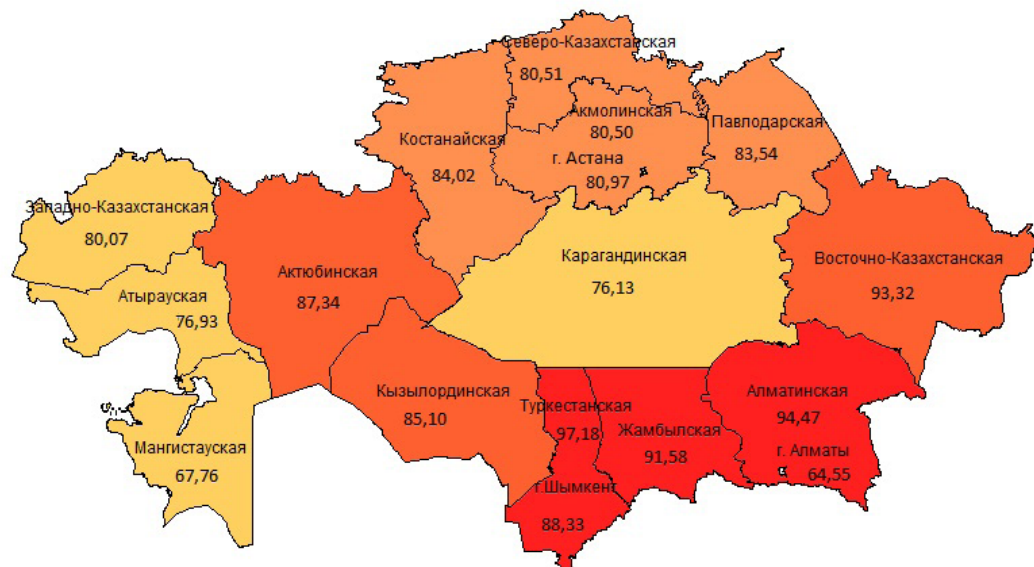 Северо-Казахстанская
80,51
Акмолинская
80,50
Павлодарская
83,54
Костанайская
84,02
г. Астана
80,97
Западно-Казахстанская
80,07
Актюбинская
87,34
Карагандинская
76,13
Восточно-Казахстанская
93,32
Атырауская
76,93
Кызылординская
85,10
Туркестанская
97,18
Жамбылская
91,58
Алматинская
94,47
г. Алматы
64,55
Мангистауская
67,76
г.Шымкент
88,33